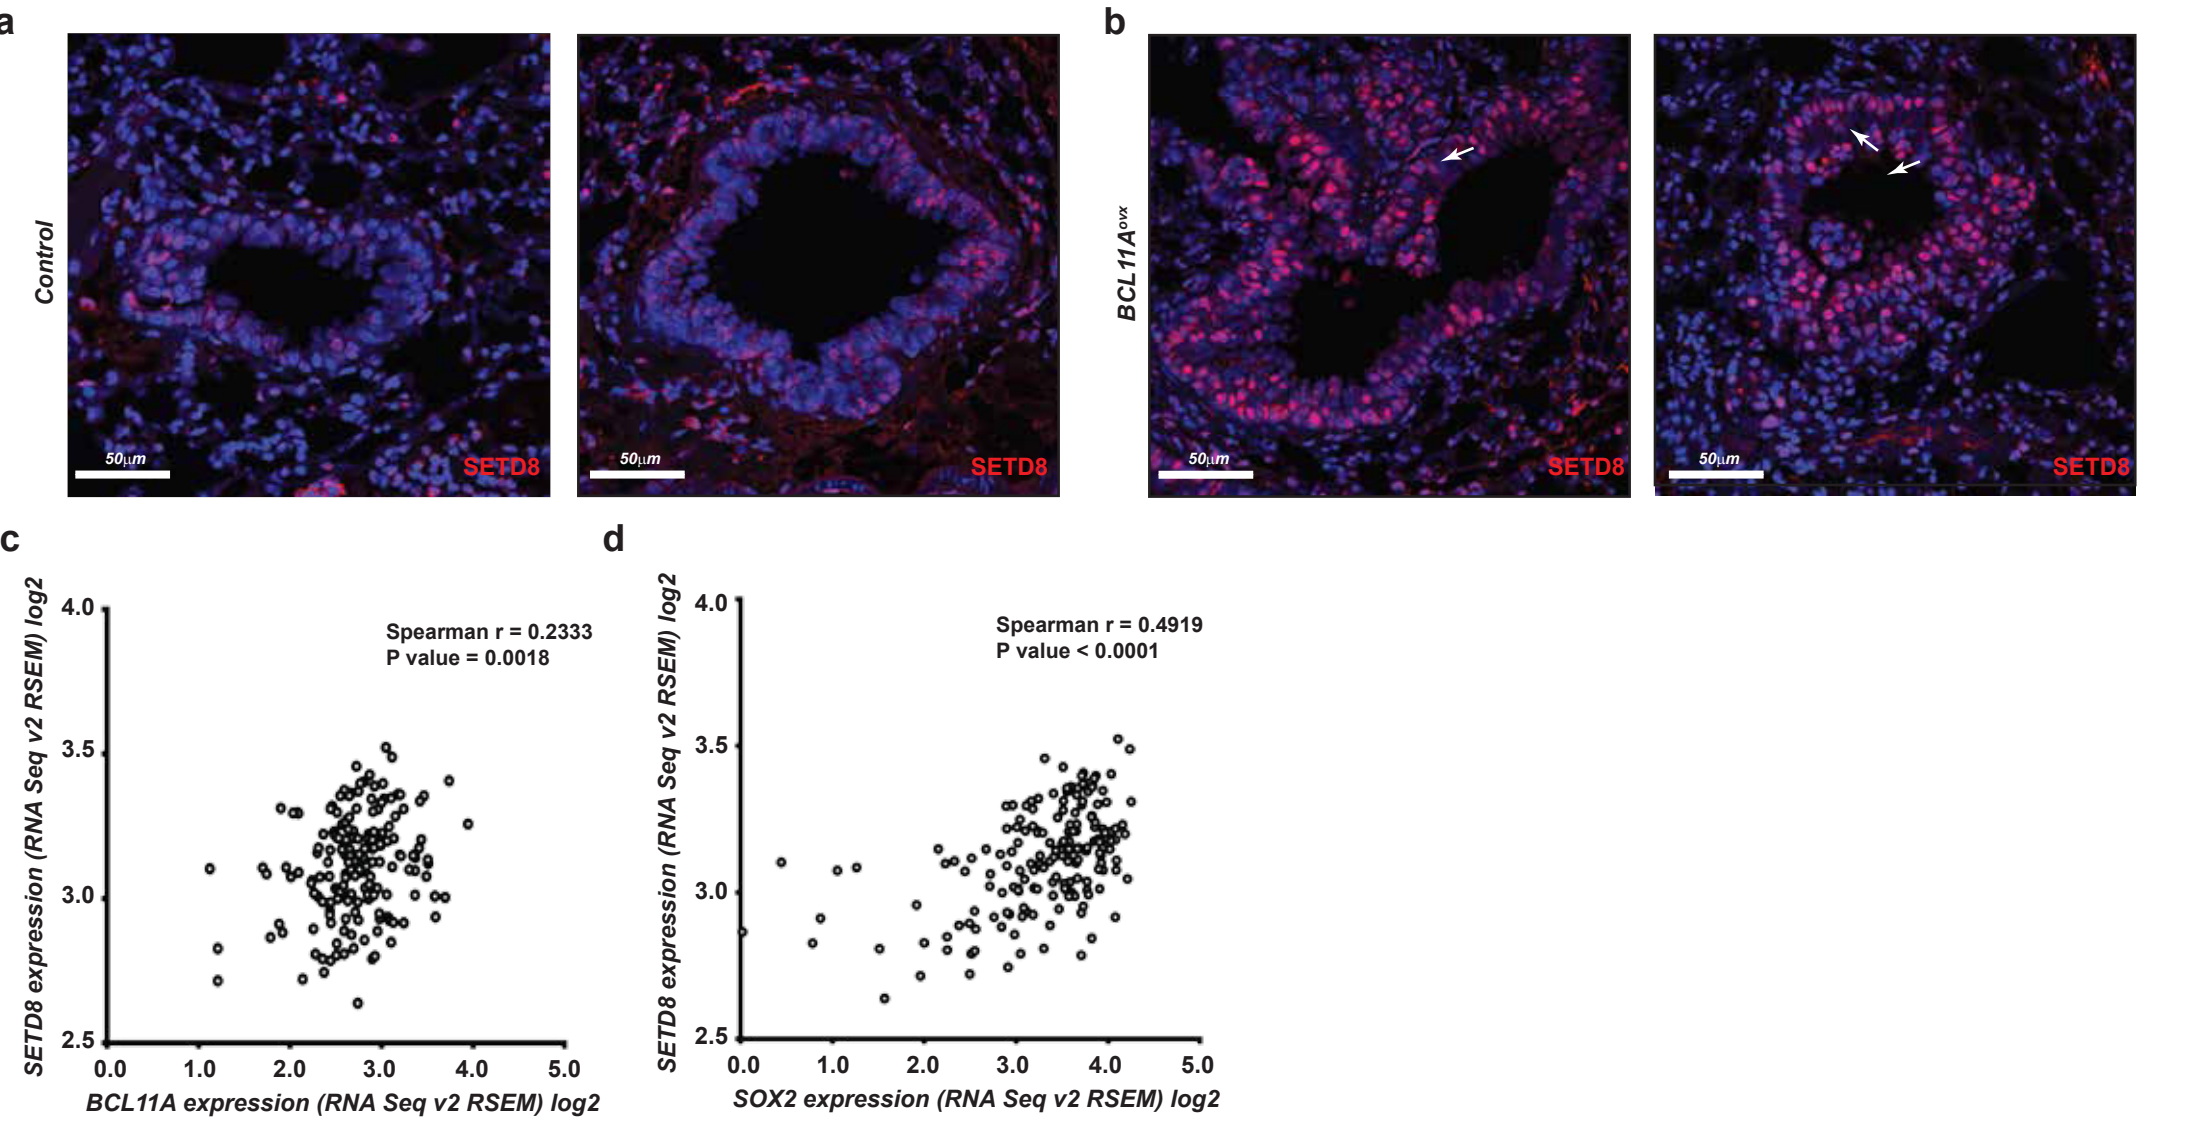 a
b
Control
50μm
SETD8
50μm
SETD8
BCL11Aovx
50μm
SETD8
50μm
SETD8
c
d
SETD8 expression (RNA Seq v2 RSEM) log2
4.0
3.5
3.0
2.5
Spearman r = 0.2333
P value = 0.0018
0.0 1.0 2.0 3.0 4.0 5.0
BCL11A expression (RNA Seq v2 RSEM) log2
SETD8 expression (RNA Seq v2 RSEM) log2
4.0
3.5
3.0
2.5
Spearman r = 0.4919
P value < 0.0001
0.0 1.0 2.0 3.0 4.0 5.0
SOX2 expression (RNA Seq v2 RSEM) log2